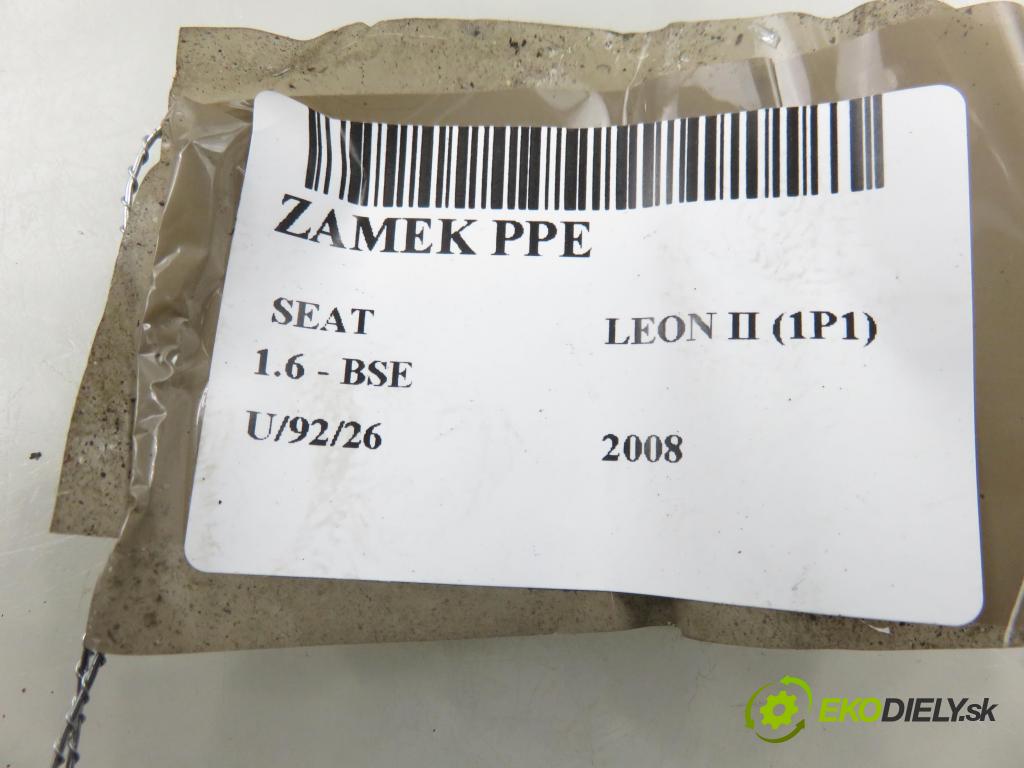 ZAMEK PPE
SEAT LEON II (1P1)
1.6 - BSE
U/92/26 2008
EKODIELY.sk